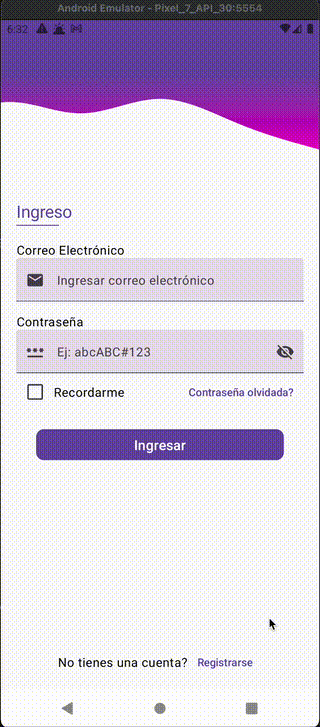 Android Emulator - Pixel_7_API_30:5554
6:32
Ingreso
Correo Electrónico
Ingresar correo electrónico
Contraseña
Ej: abcABC#123
Recordarme Contraseña olvidada?
Ingresar
No tienes una cuenta? Registrarse